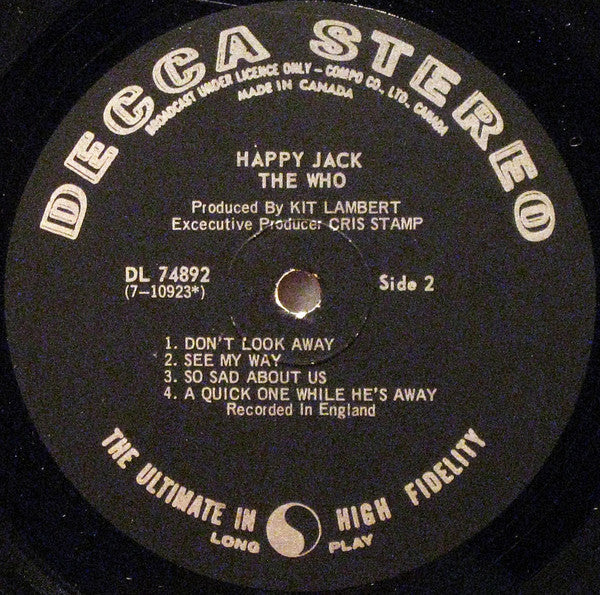 DECCA STEREO
BROADCAST UNDER LICENCE ONLY – COMPO CO., LTD., CANADA
MADE IN CANADA
HAPPY JACK
THE WHO
Produced By KIT LAMBERT
Excecutive Producer CRIS STAMP
DL 74892
(7–10923*)
Side 2
1. DON'T LOOK AWAY
2. SEE MY WAY
3. SO SAD ABOUT US
4. A QUICK ONE WHILE HE'S AWAY
Recorded In England
THE ULTIMATE IN HIGH FIDELITY
LONG PLAY